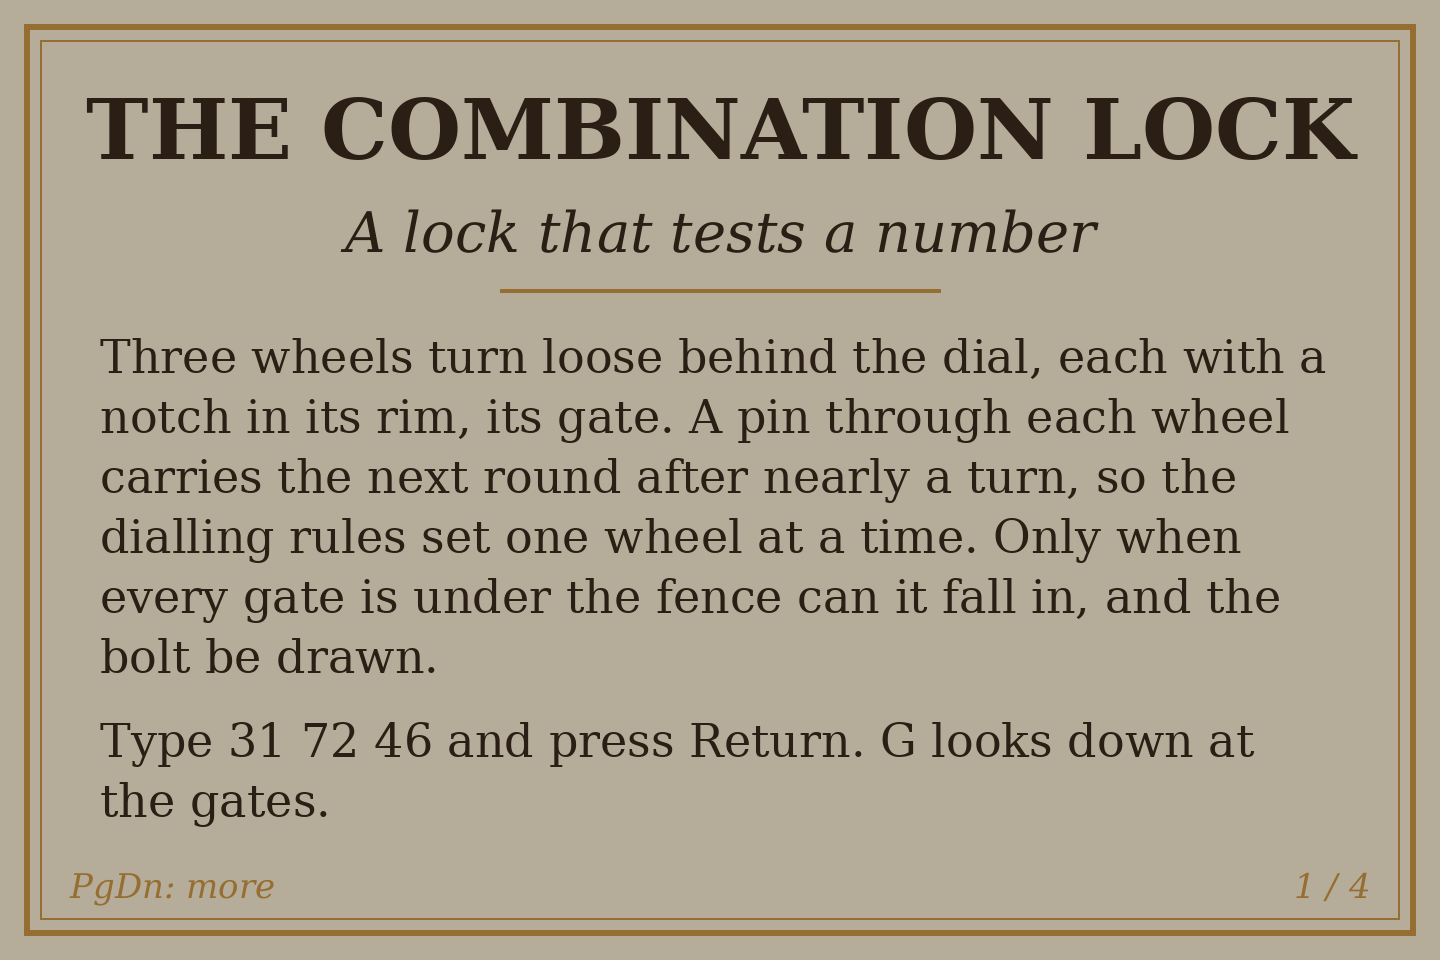 THE COMBINATION LOCK
A lock that tests a number
Three wheels turn loose behind the dial, each with a
notch in its rim, its gate. A pin through each wheel
carries the next round after nearly a turn, so the
dialling rules set one wheel at a time. Only when
every gate is under the fence can it fall in, and the
bolt be drawn.
Type 31 72 46 and press Return. G looks down at
the gates.
PgDn: more
1 / 4